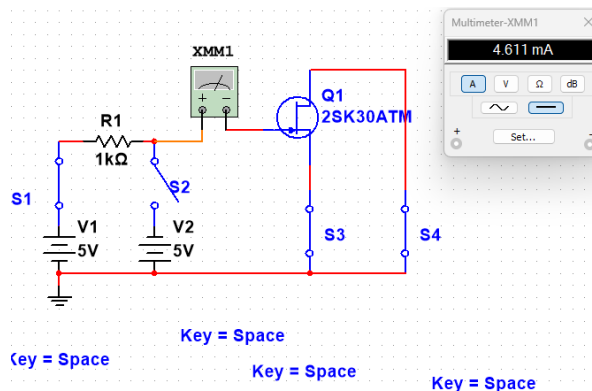 Multimeter-XMM1
4.611 mA
A V Ω dB
+ Set... -
XMM1
+ -
Q1
2SK30ATM
R1
1kΩ
S1
S2
V1
5V
V2
5V
S3
S4
Key = Space
Key = Space
Key = Space
Key = Space